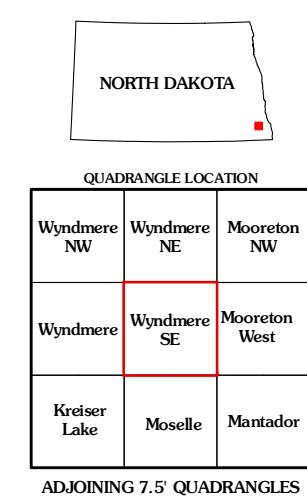 NORTH DAKOTA
QUADRANGLE LOCATION
Wyndmere
NW
Wyndmere
NE
Mooreton
NW
Wyndmere
Wyndmere
SE
Mooreton
West
Kreiser
Lake
Moselle
Mantador
ADJOINING 7.5' QUADRANGLES